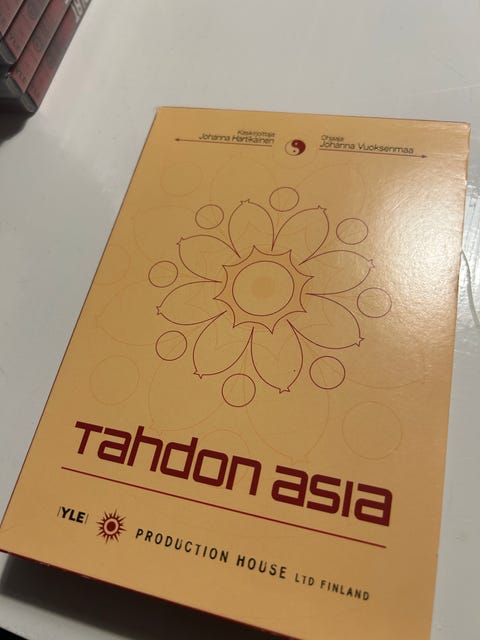 Käsikirjoittaja
Johanna Hartikainen
Ohjaaja
Johanna Vuoksenmaa
Tahdon asia
YLE PRODUCTION HOUSE LTD FINLAND